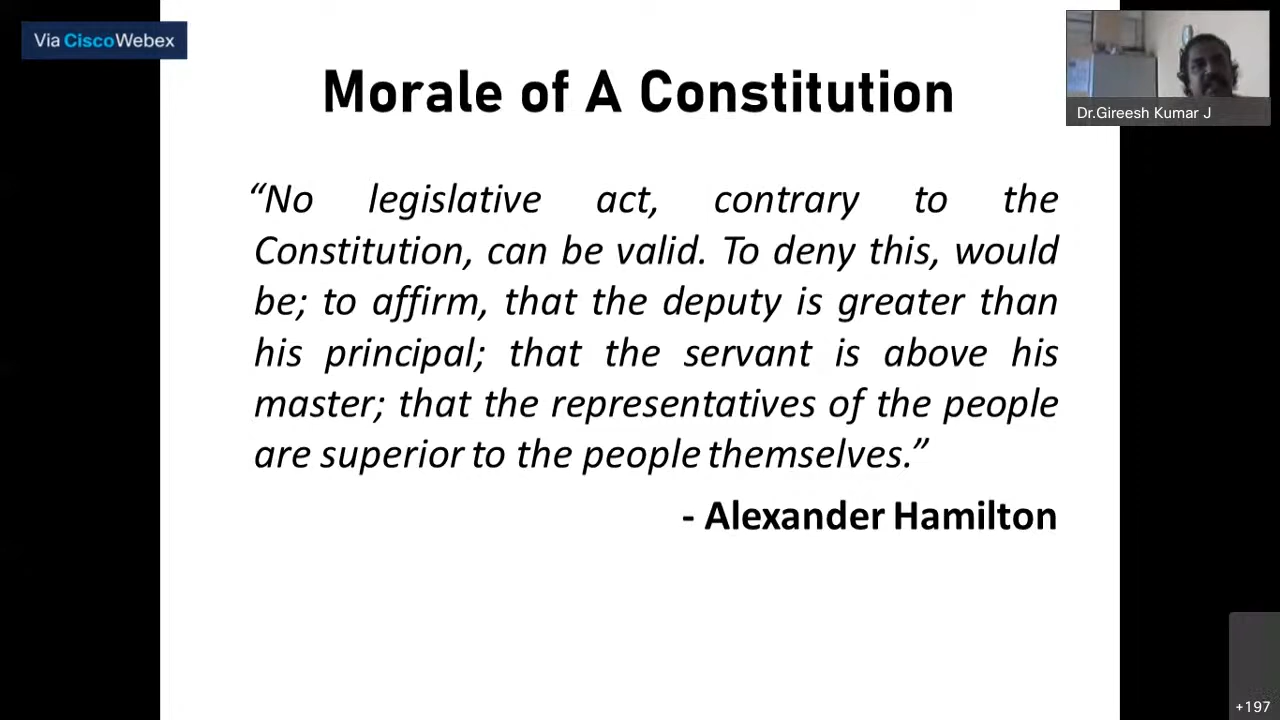 Via CiscoWebex
Morale of A Constitution
Dr.Gireesh Kumar J
“No legislative act, contrary to the
Constitution, can be valid. To deny this, would
be; to affirm, that the deputy is greater than
his principal; that the servant is above his
master; that the representatives of the people
are superior to the people themselves.”
- Alexander Hamilton
+197